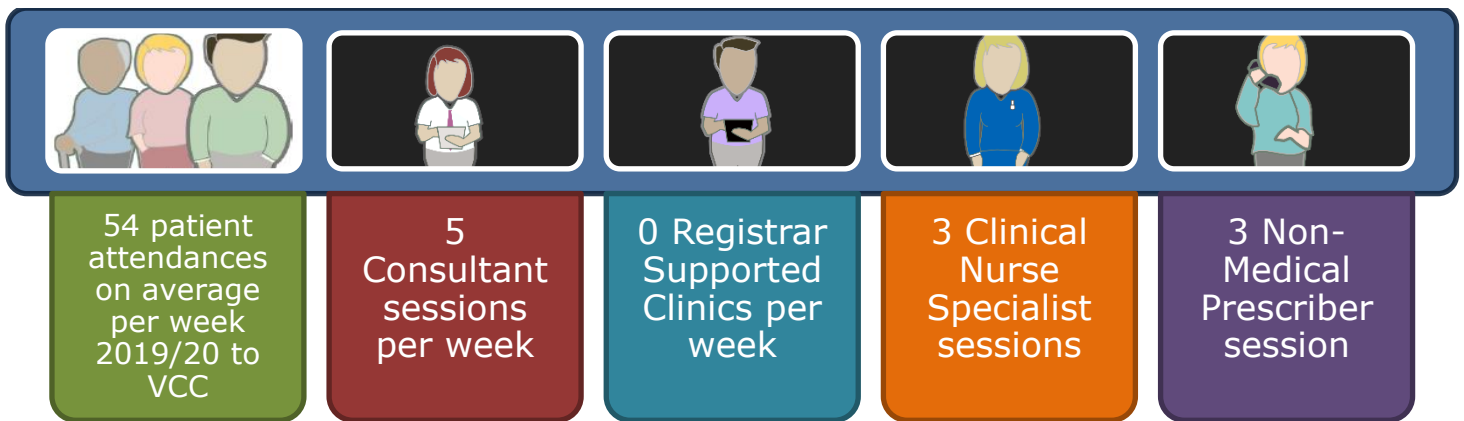 54 patient
attendances
on average
per week
2019/20 to
VCC
5
Consultant
sessions
per week
0 Registrar
Supported
Clinics per
week
3 Clinical
Nurse
Specialist
sessions
3 Non-
Medical
Prescriber
session